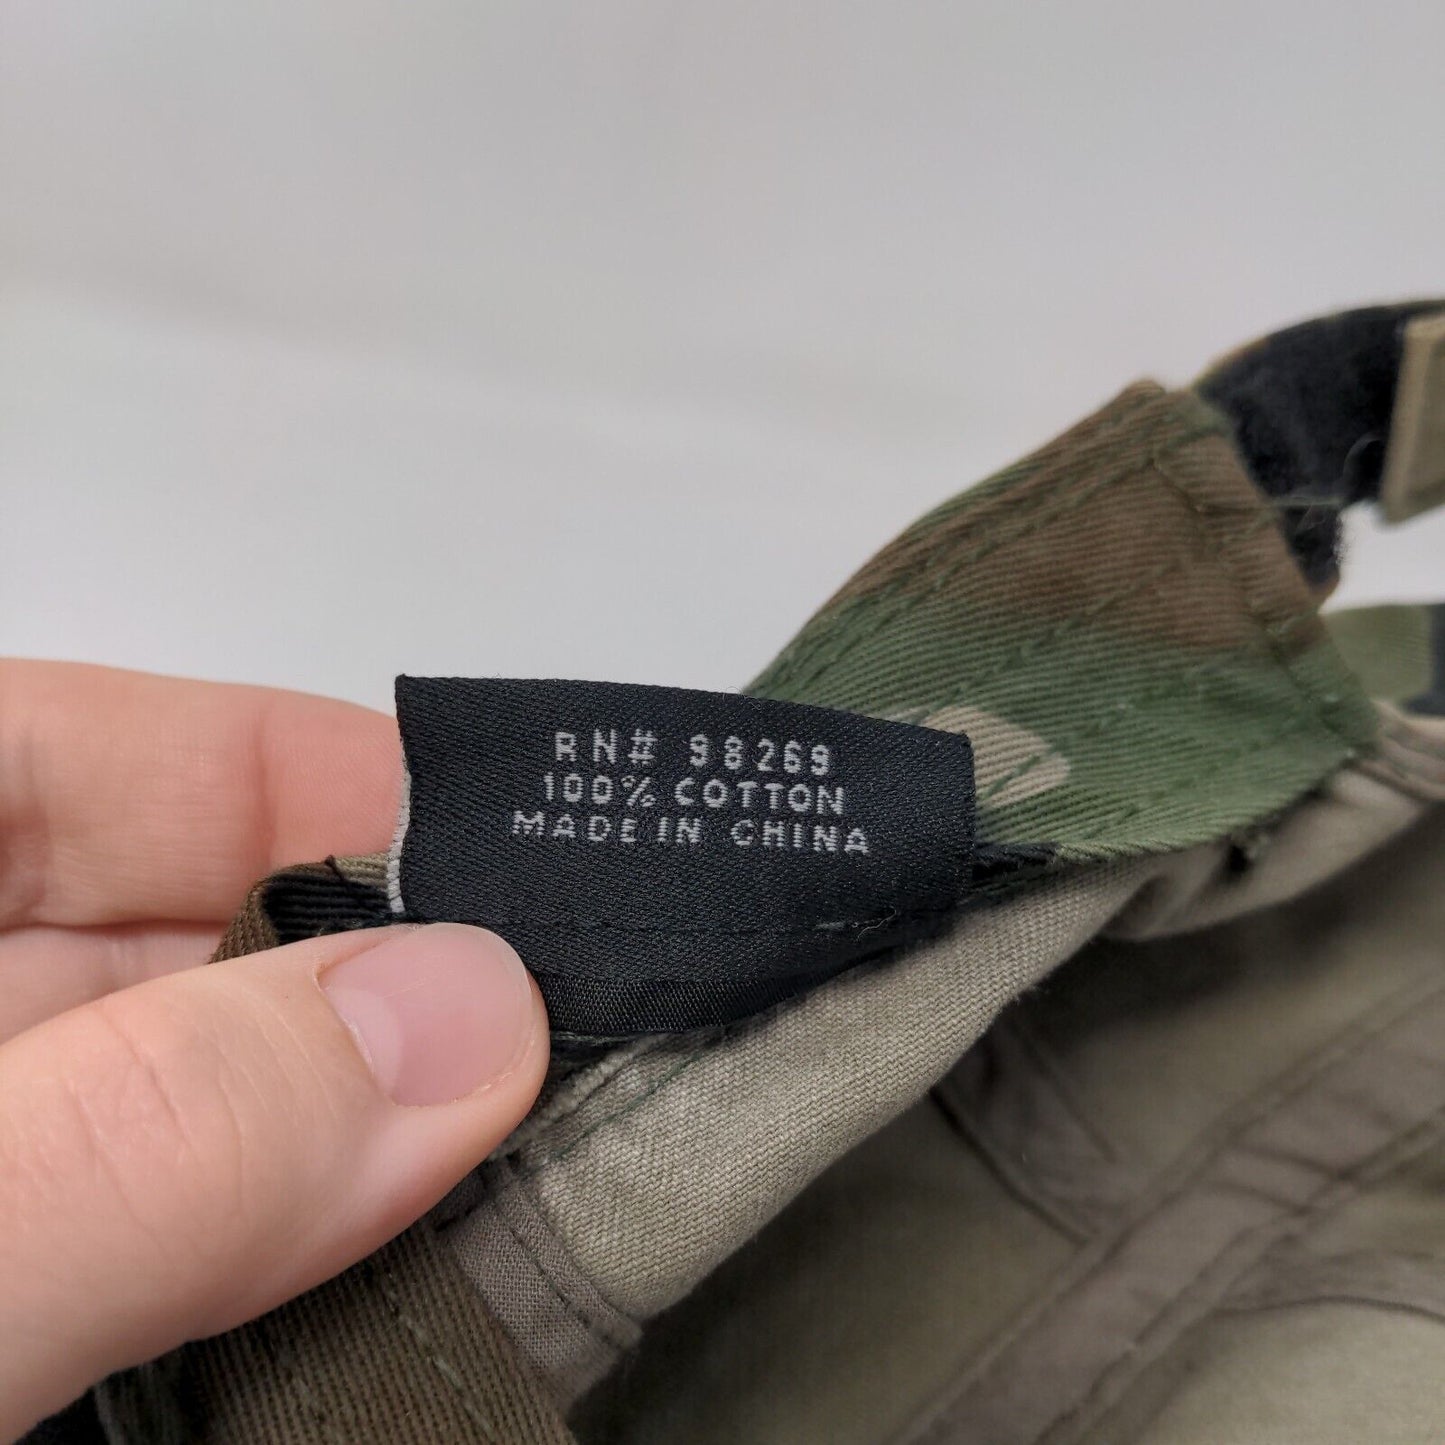 RN# 98269
100% COTTON
MADE IN CHINA